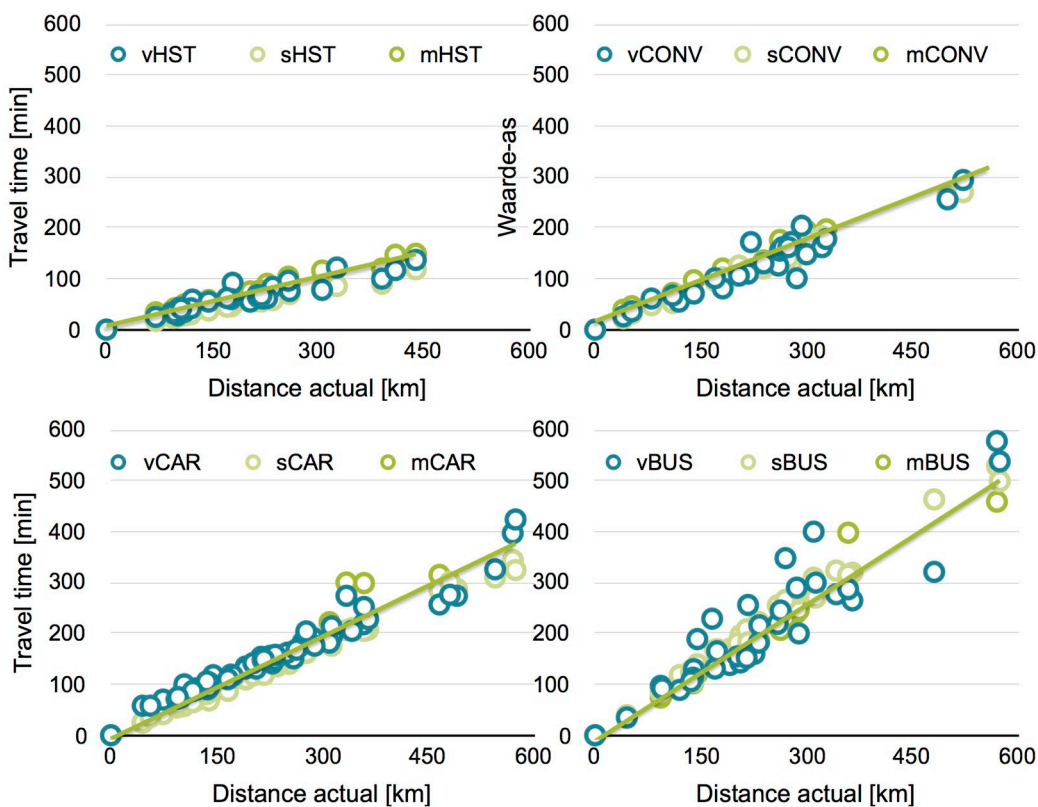 600
vHST sHST mHST
500
400
300
200
100
0
Travel time [min]
0 150 300 450 600
Distance actual [km]
600
vCONV sCONV mCONV
500
400
300
200
100
0
Waarde-as
0 150 300 450 600
Distance actual [km]
600
vCAR sCAR mCAR
500
400
300
200
100
0
Travel time [min]
0 150 300 450 600
Distance actual [km]
600
vBUS sBUS mBUS
500
400
300
200
100
0
0 150 300 450 600
Distance actual [km]